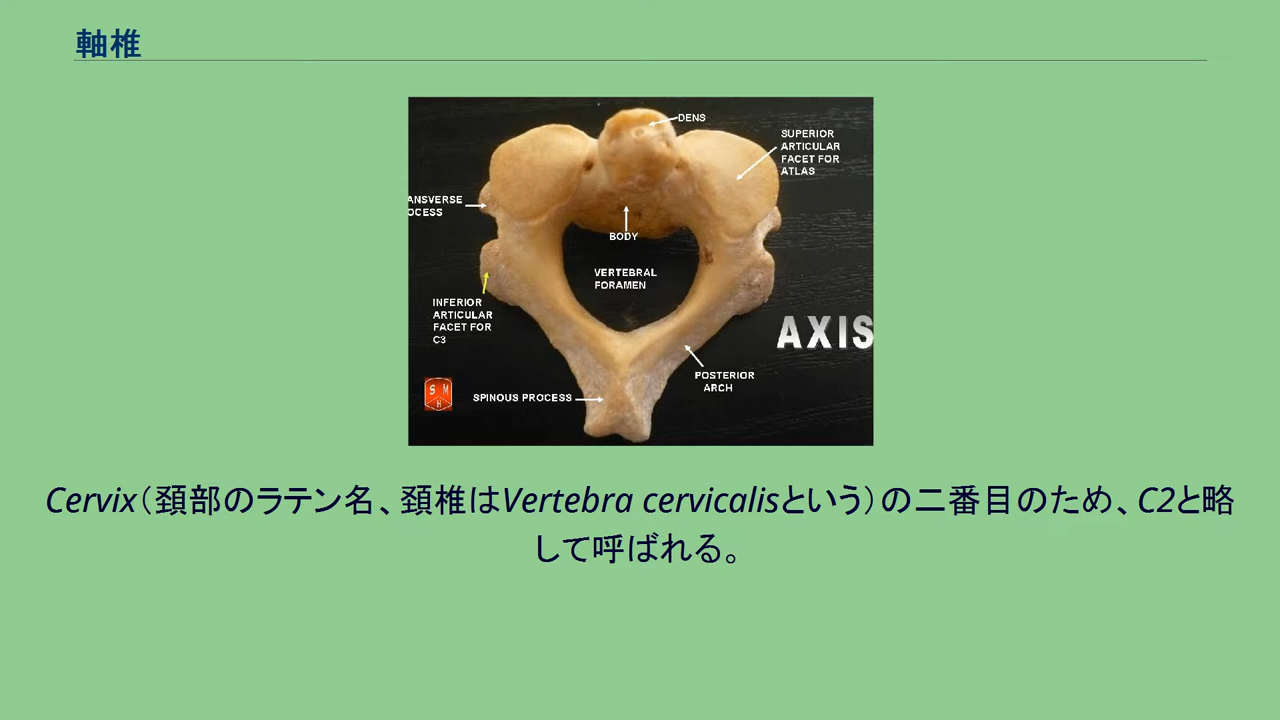 軸椎
DENS
SUPERIOR
ARTICULAR
FACET FOR
ATLAS
ANSVERSE
OCESS
BODY
VERTEBRAL
FORAMEN
INFERIOR
ARTICULAR
FACET FOR
C3
AXIS
POSTERIOR
ARCH
S M
H
SPINOUS PROCESS
Cervix（頚部のラテン名、頚椎はVertebra cervicalisという）の二番目のため、C2と略
して呼ばれる。